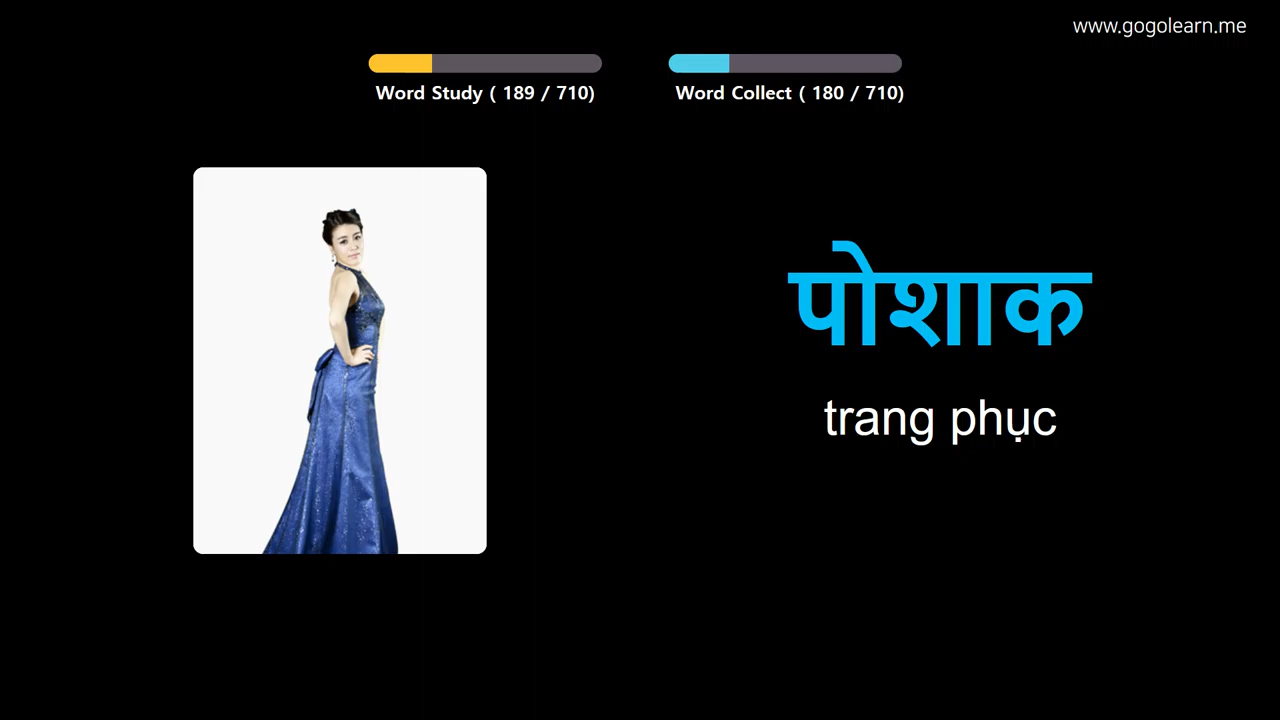 www.gogolearn.me
Word Study ( 189 / 710)
Word Collect ( 180 / 710)
पोशाक
trang phục